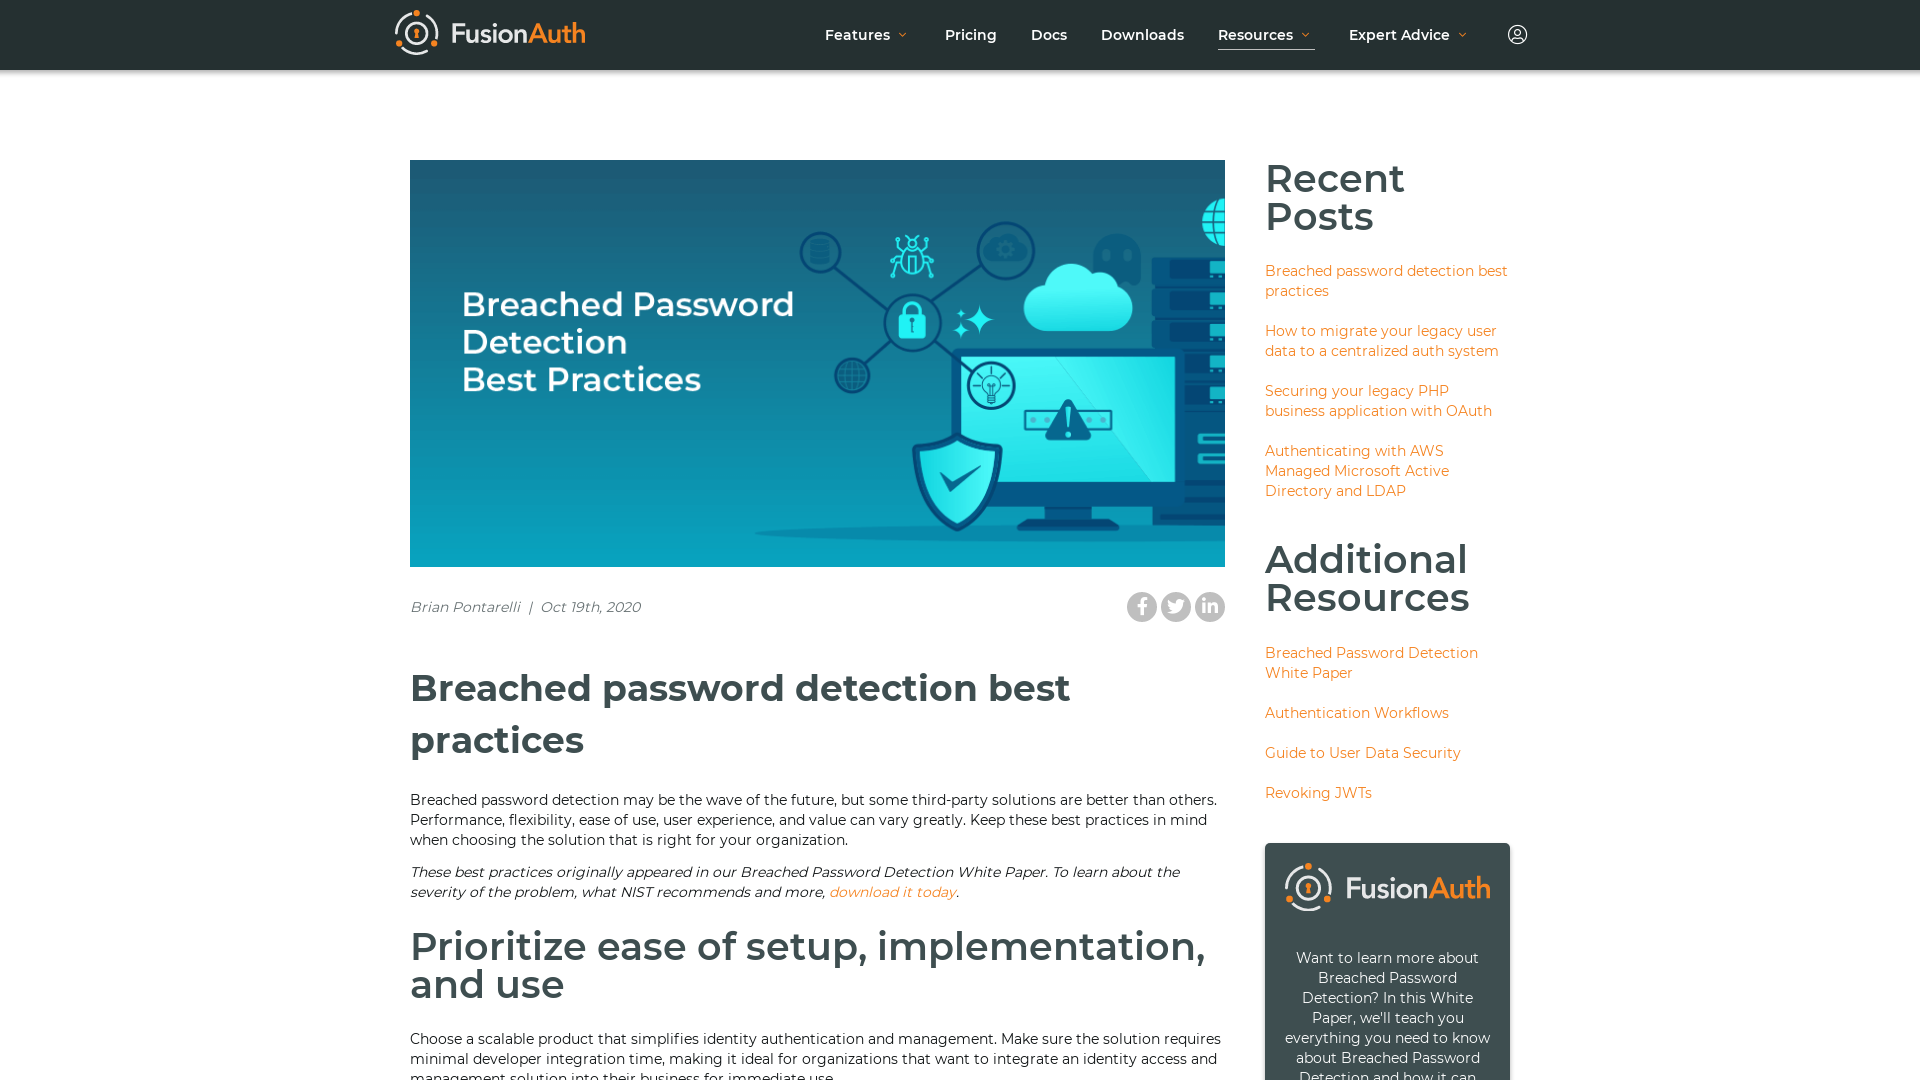 FusionAuth
Features
Pricing
Docs
Downloads
Resources
Expert Advice
Breached Password
Detection
Best Practices
Brian Pontarelli | Oct 19th, 2020
Breached password detection best
practices
Breached password detection may be the wave of the future, but some third-party solutions are better than others.
Performance, flexibility, ease of use, user experience, and value can vary greatly. Keep these best practices in mind
when choosing the solution that is right for your organization.
These best practices originally appeared in our Breached Password Detection White Paper. To learn about the
severity of the problem, what NIST recommends and more, download it today.
Prioritize ease of setup, implementation,
and use
Choose a scalable product that simplifies identity authentication and management. Make sure the solution requires
minimal developer integration time, making it ideal for organizations that want to integrate an identity access and
management solution into their business for immediate use.
Recent
Posts
Breached password detection best
practices
How to migrate your legacy user
data to a centralized auth system
Securing your legacy PHP
business application with OAuth
Authenticating with AWS
Managed Microsoft Active
Directory and LDAP
Additional
Resources
Breached Password Detection
White Paper
Authentication Workflows
Guide to User Data Security
Revoking JWTs
FusionAuth
Want to learn more about
Breached Password
Detection? In this White
Paper, we'll teach you
everything you need to know
about Breached Password
Detection and how it can